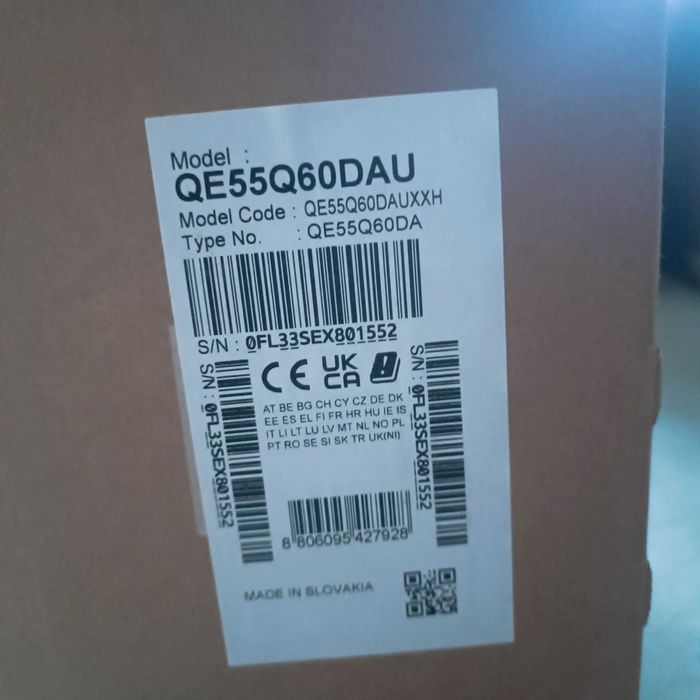 Model :
QE55Q60DAU
Model Code : QE55Q60DAUXXH
Type No. : QE55Q60DA
S/N : 0FL33SEX801552
S/N : 0FL33SEX801552
CE UK CA
AT BE BG CH CY CZ DE DK
EE ES EL FI FR HR HU IE IS
IT LI LT LU LV MT NL NO PL
PT RO SE SI SK TR UK(NI)
S/N : 0FL33SEX801552
8 806095 427928
MADE IN SLOVAKIA